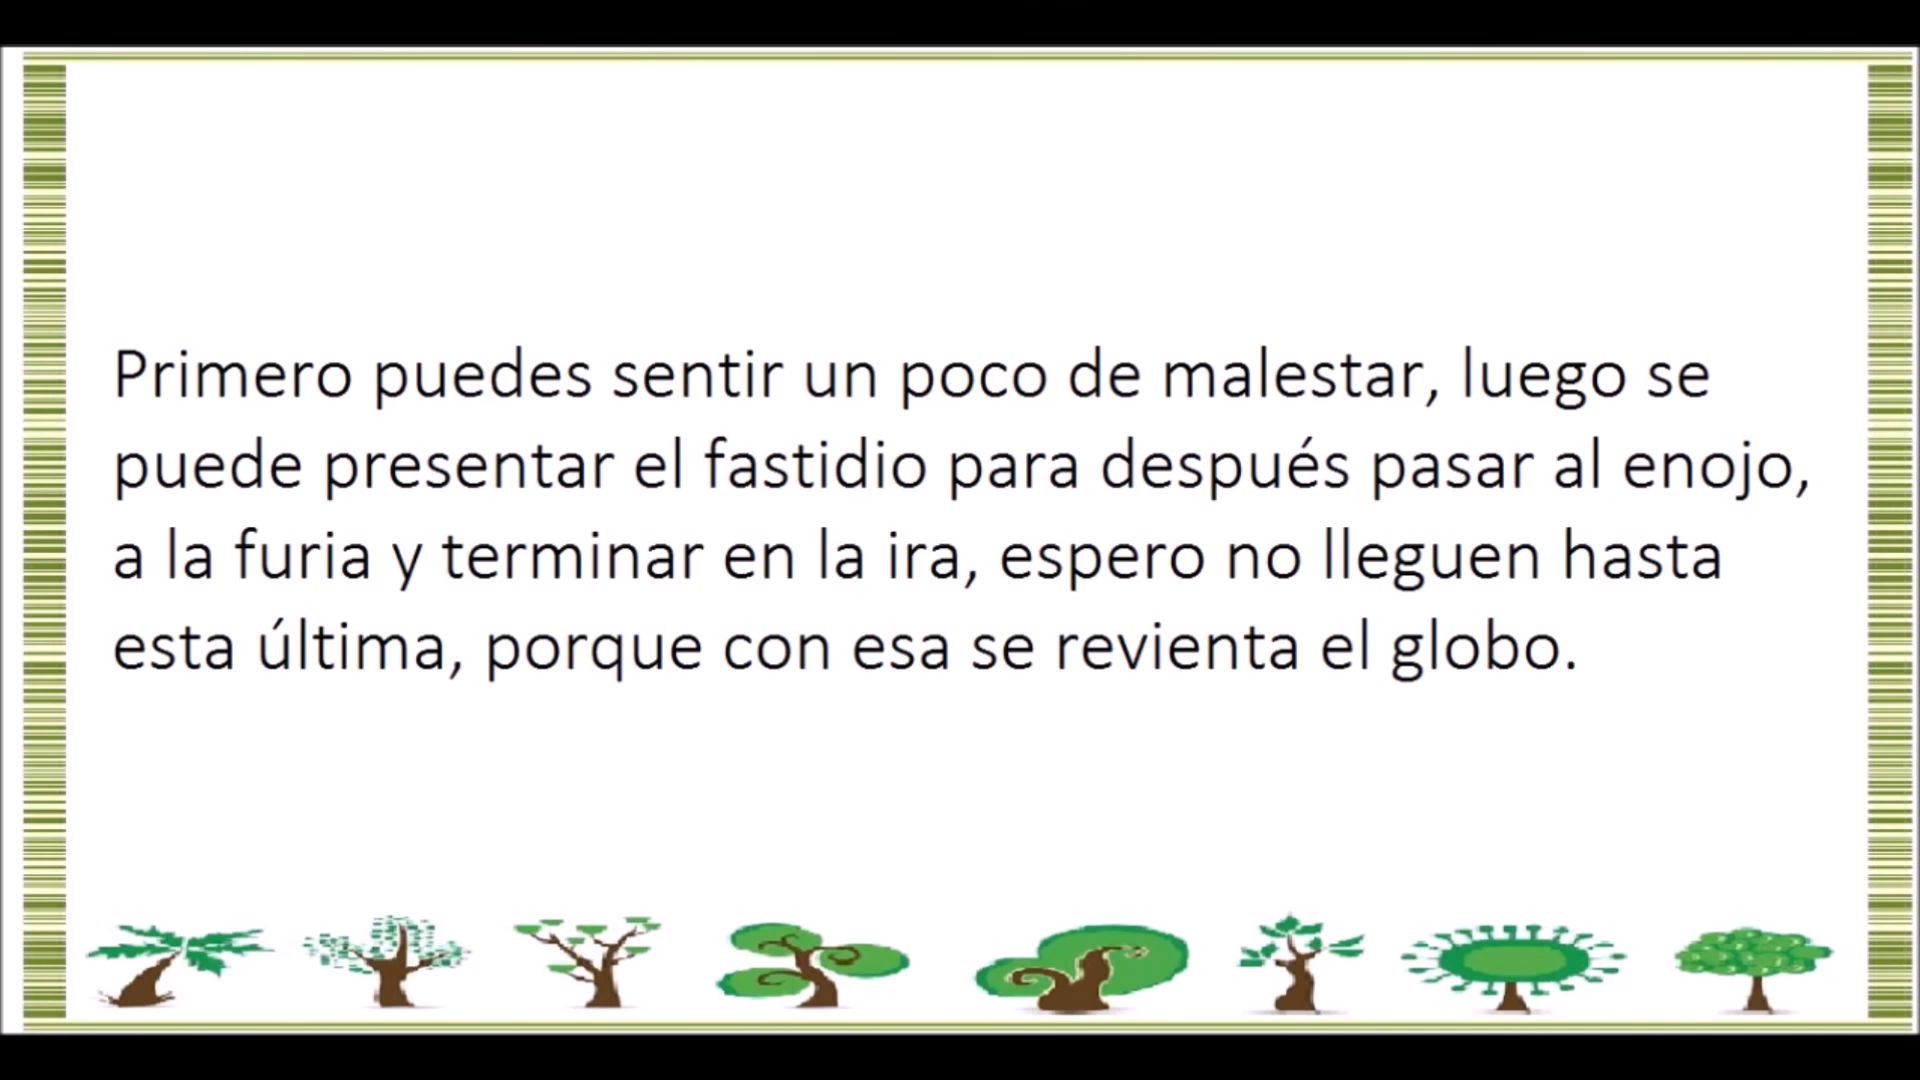 Primero puedes sentir un poco de malestar, luego se
puede presentar el fastidio para después pasar al enojo,
a la furia y terminar en la ira, espero no lleguen hasta
esta última, porque con esa se revienta el globo.